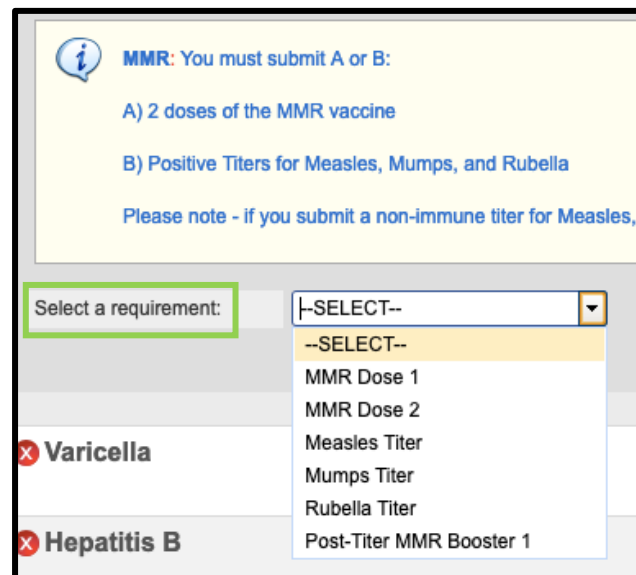 MMR: You must submit A or B:
A) 2 doses of the MMR vaccine
B) Positive Titers for Measles, Mumps, and Rubella
Please note - if you submit a non-immune titer for Measles,
Select a requirement:
--SELECT--
--SELECT--
MMR Dose 1
MMR Dose 2
Measles Titer
Mumps Titer
Rubella Titer
Post-Titer MMR Booster 1
Varicella
Hepatitis B